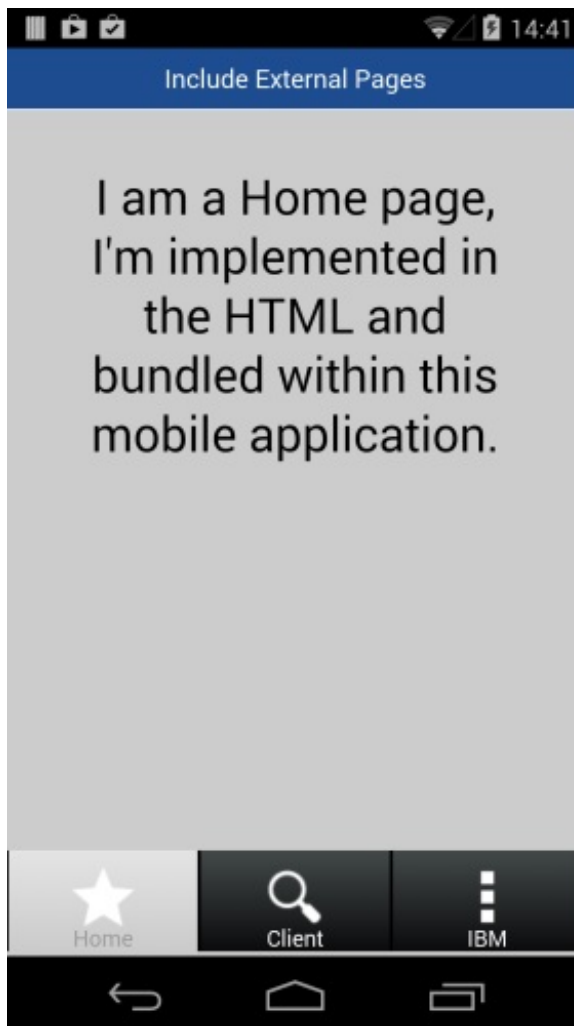 14:41
Include External Pages
I am a Home page,
I'm implemented in
the HTML and
bundled within this
mobile application.
Home
Client
IBM